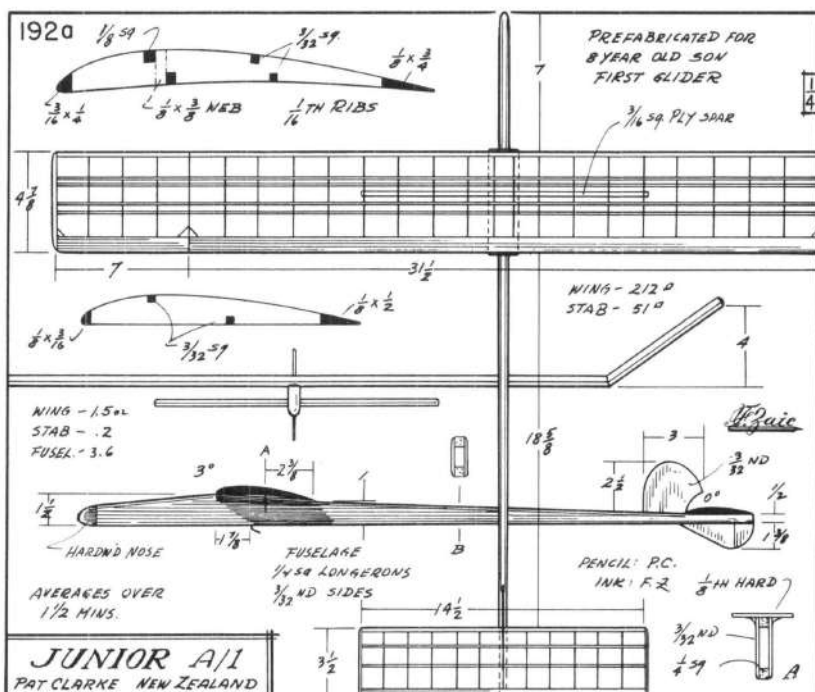 192a
1/8 SQ
3/32 SQ.
1/8 x 3/4
3/16 x 1/4
1/8 x 3/8 WEB
1/16 TH RIBS
7
PREFABRICATED FOR
8 YEAR OLD SON
FIRST GLIDER
1/4
3/16 SQ. PLY SPAR
4 7/8
7
31 1/2
WING - 212 □
STAB - 51 □
1/8 x 3/16
3/32 SQ
1/8 x 1/2
4
WING - 1.5 oz
STAB - .2
FUSEL. - 3.6
18 5/8
F. Zaic
3
3/32 ND
2 1/2
0°
1/2
1 3/8
A
3°
2 3/8
1
1 1/2
HARDN'D NOSE
1 7/8
B
FUSELAGE
1/4 SQ LONGERONS
3/32 ND SIDES
AVERAGES OVER
1 1/2 MINS.
PENCIL: P.C.
INK: F.Z
1/8 TH HARD
14 1/2
3/32 ND
1/4 SQ
A
3 1/2
JUNIOR A/1
PAT CLARKE NEW ZEALAND